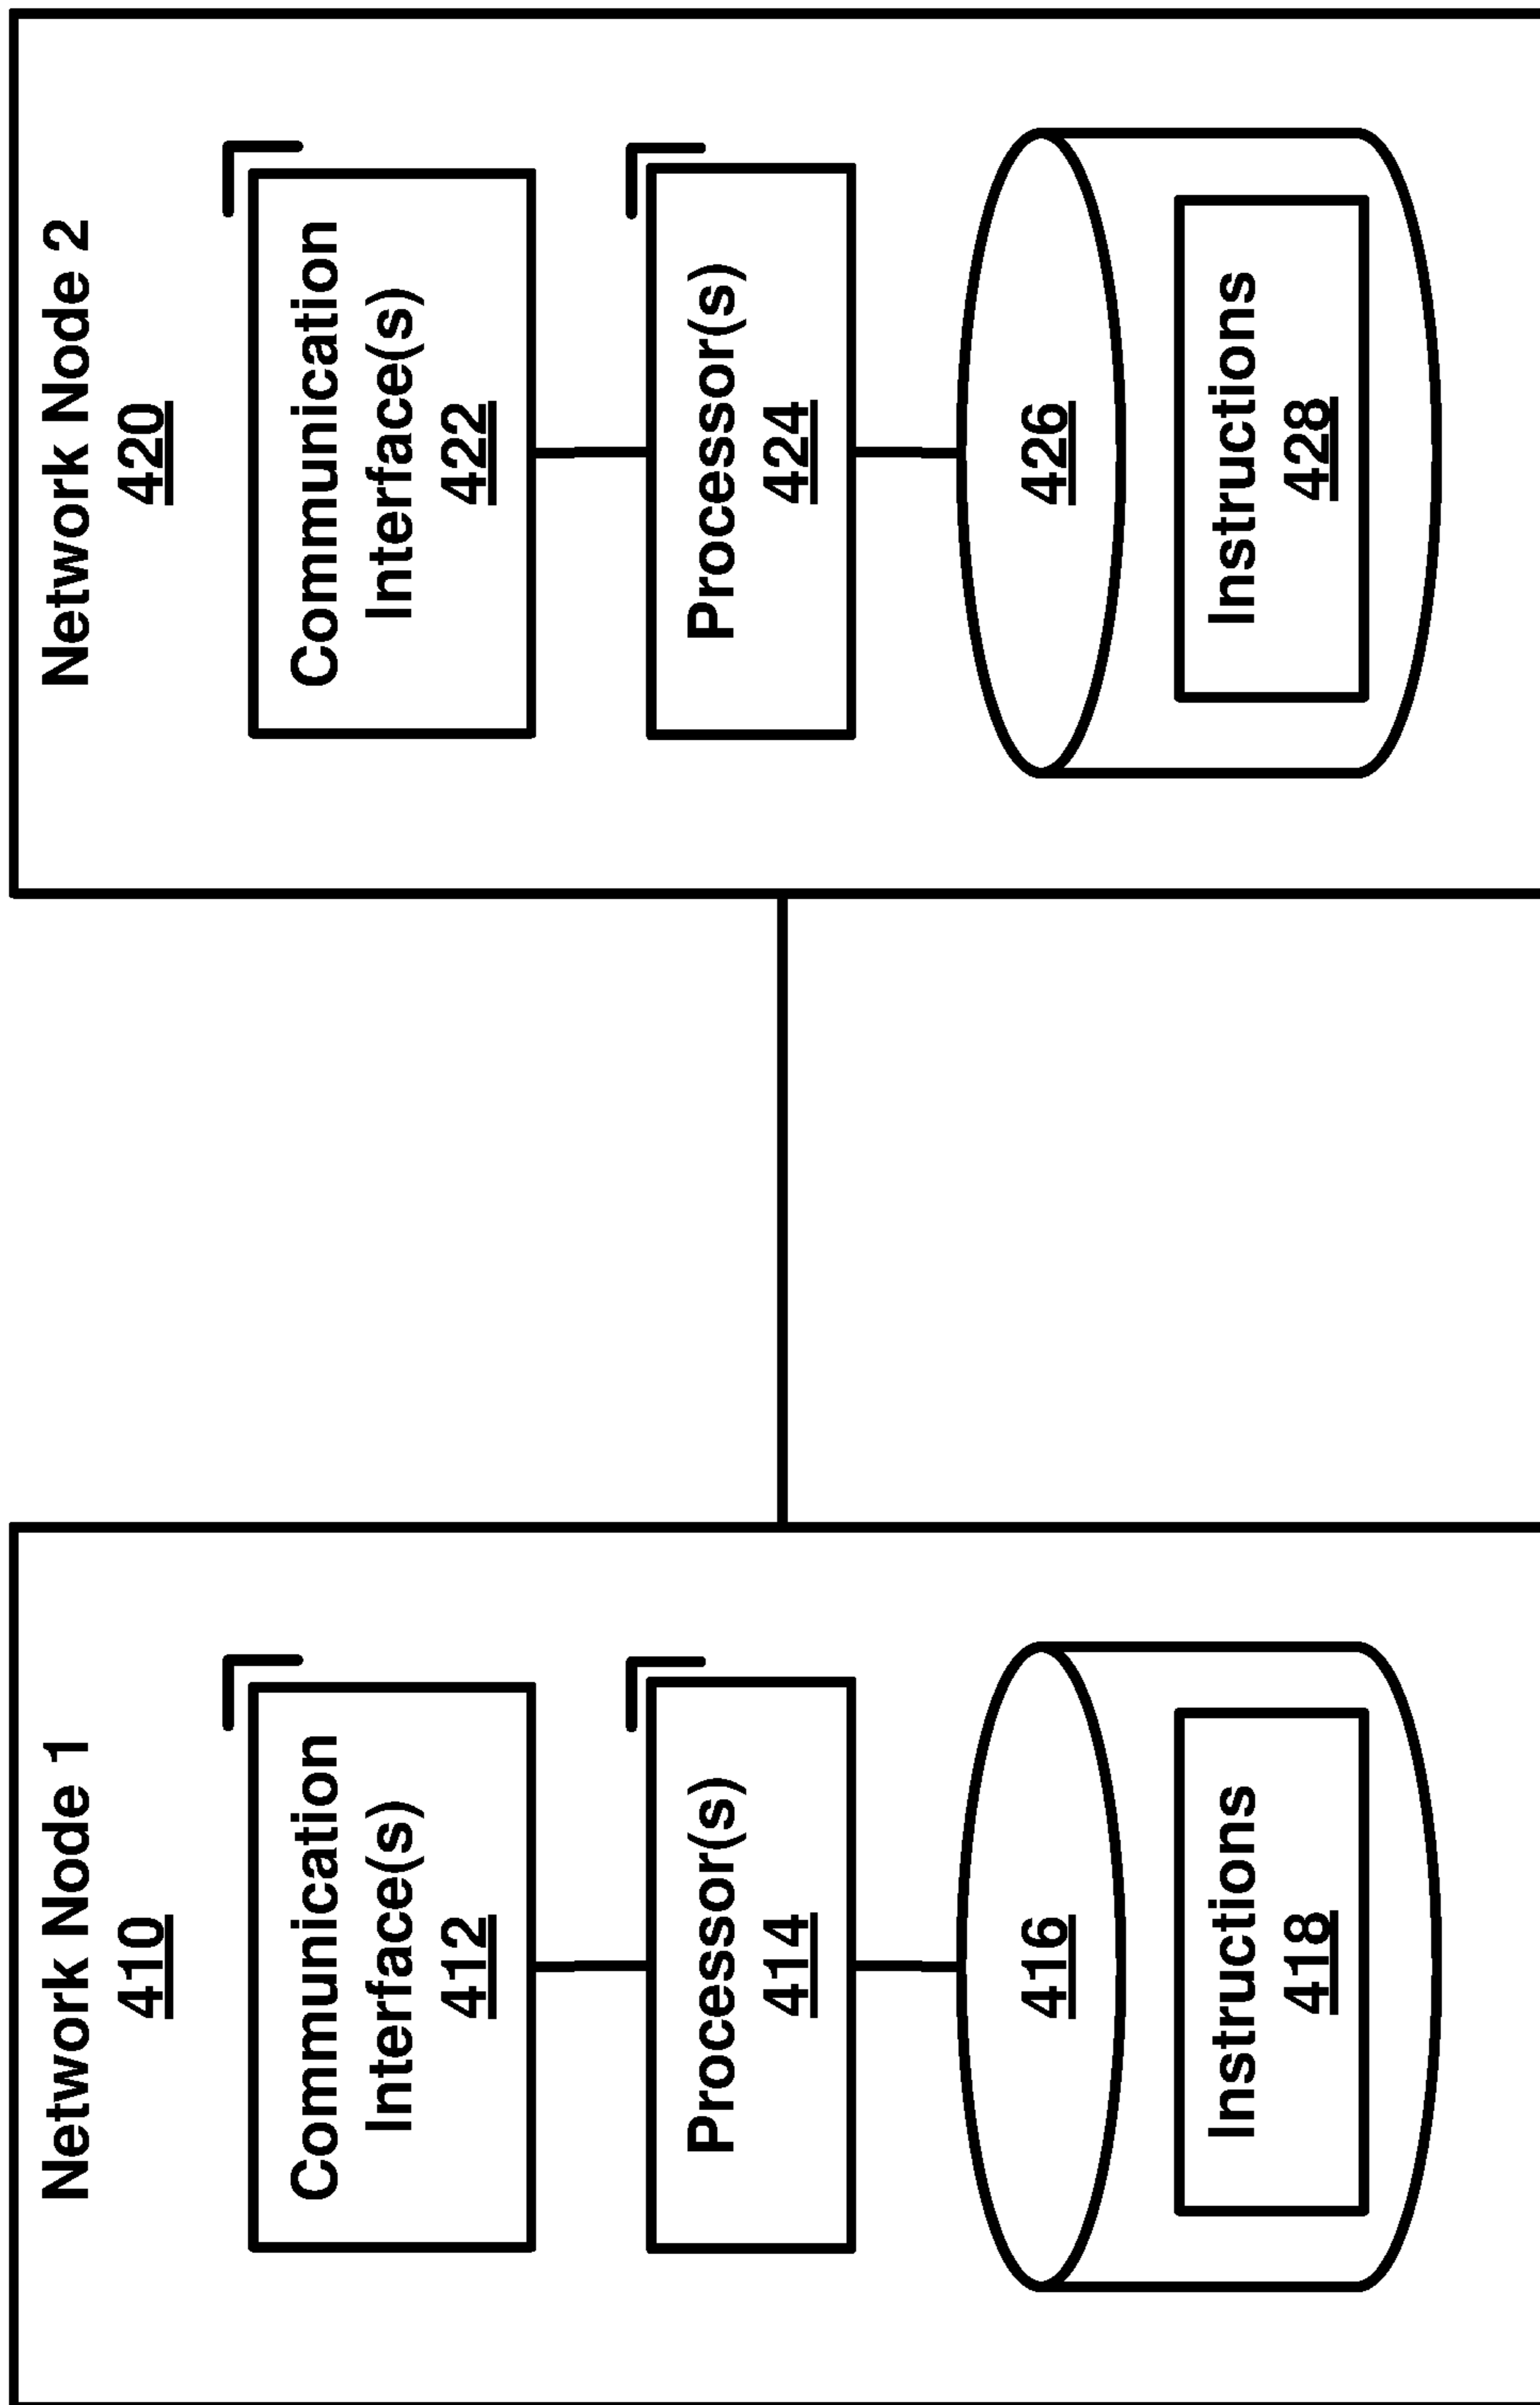 Network Node 1
410
Communication
Interface(s)
412
Processor(s)
414
416
Instructions
418
Network Node 2
420
Communication
Interface(s)
422
Processor(s)
424
426
Instructions
428